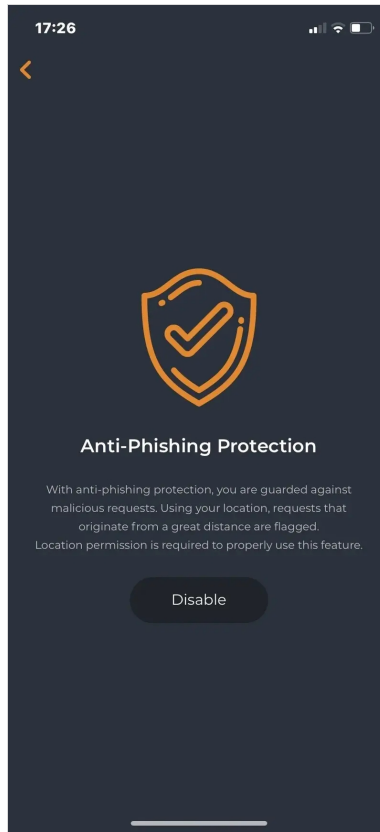 17:26
Anti-Phishing Protection
With anti-phishing protection, you are guarded against
malicious requests. Using your location, requests that
originate from a great distance are flagged.
Location permission is required to properly use this feature.
Disable